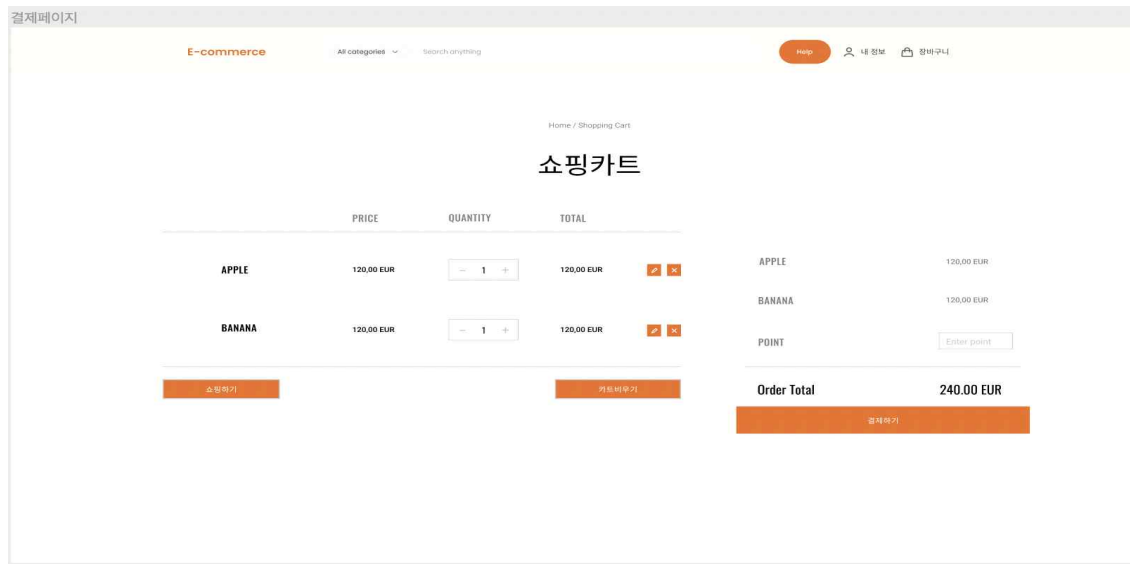 결제페이지
E-commerce All categories Search anything Help 내 정보 장바구니
Home / Shopping Cart
쇼핑카트
PRICE QUANTITY TOTAL
APPLE 120,00 EUR − 1 + 120,00 EUR
BANANA 120,00 EUR − 1 + 120,00 EUR
쇼핑하기 카트비우기
APPLE 120,00 EUR
BANANA 120,00 EUR
POINT Enter point
Order Total 240.00 EUR
결제하기